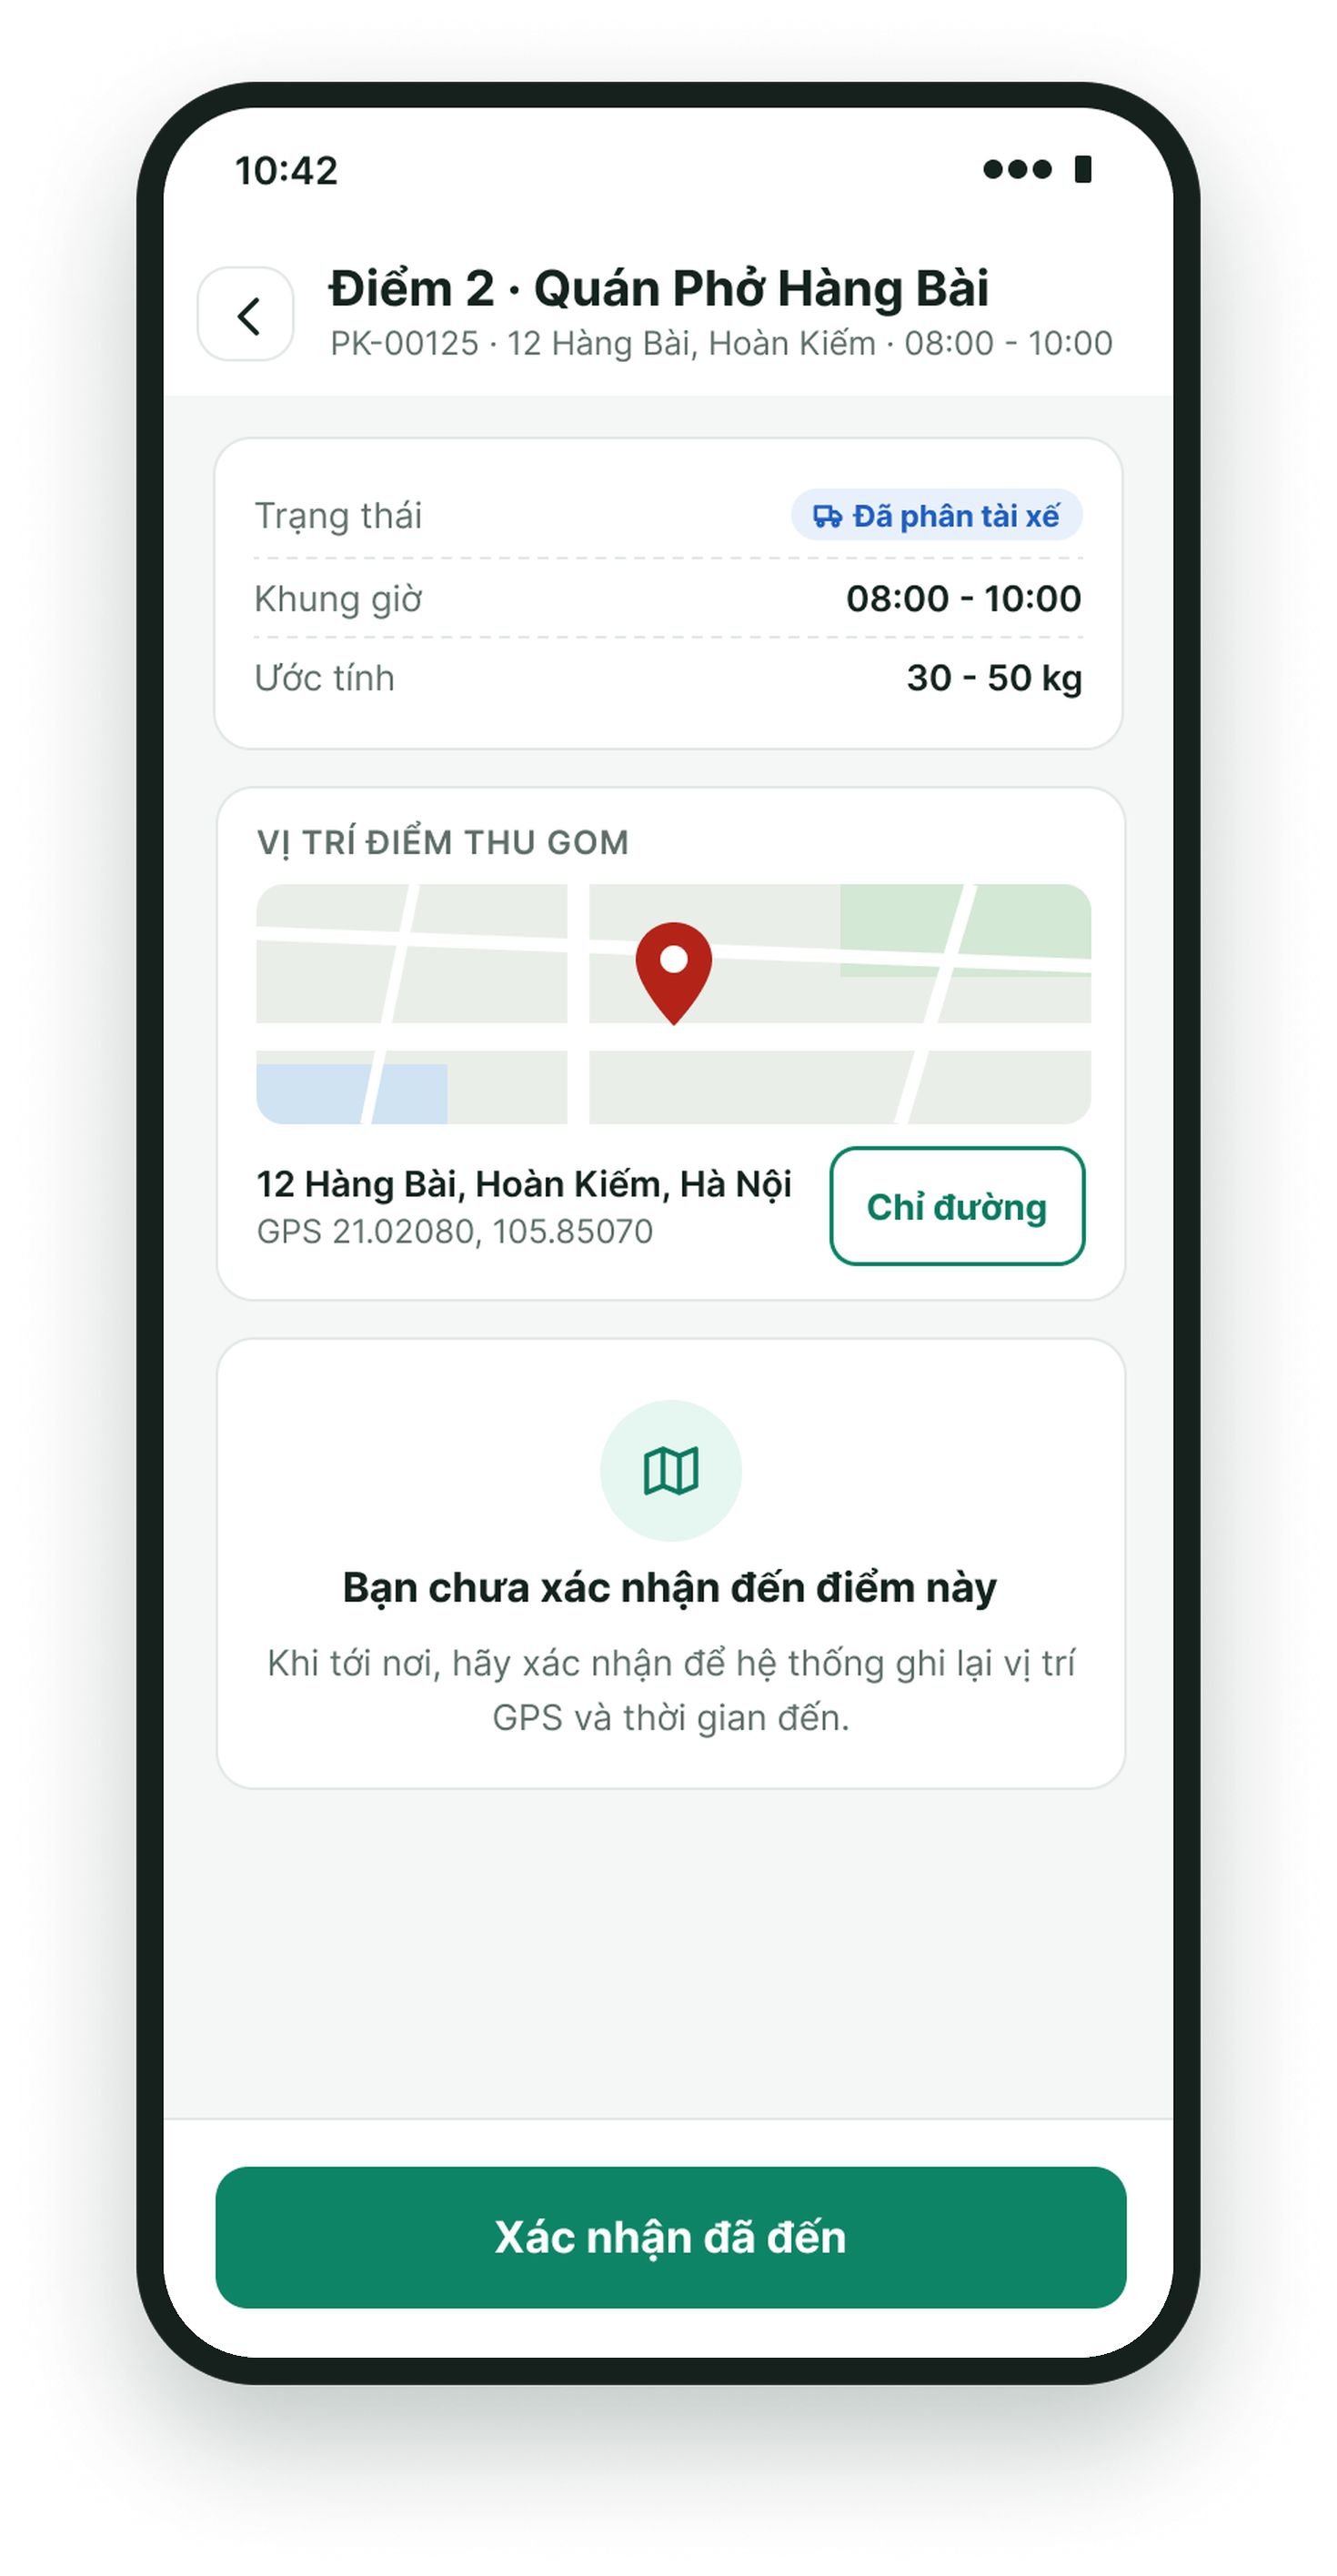 10:42
Điểm 2 · Quán Phở Hàng Bài
PK-00125 · 12 Hàng Bài, Hoàn Kiếm · 08:00 - 10:00
Trạng thái
Đã phân tài xế
Khung giờ
08:00 - 10:00
Ước tính
30 - 50 kg
VỊ TRÍ ĐIỂM THU GOM
12 Hàng Bài, Hoàn Kiếm, Hà Nội
GPS 21.02080, 105.85070
Chỉ đường
Bạn chưa xác nhận đến điểm này
Khi tới nơi, hãy xác nhận để hệ thống ghi lại vị trí
GPS và thời gian đến.
Xác nhận đã đến